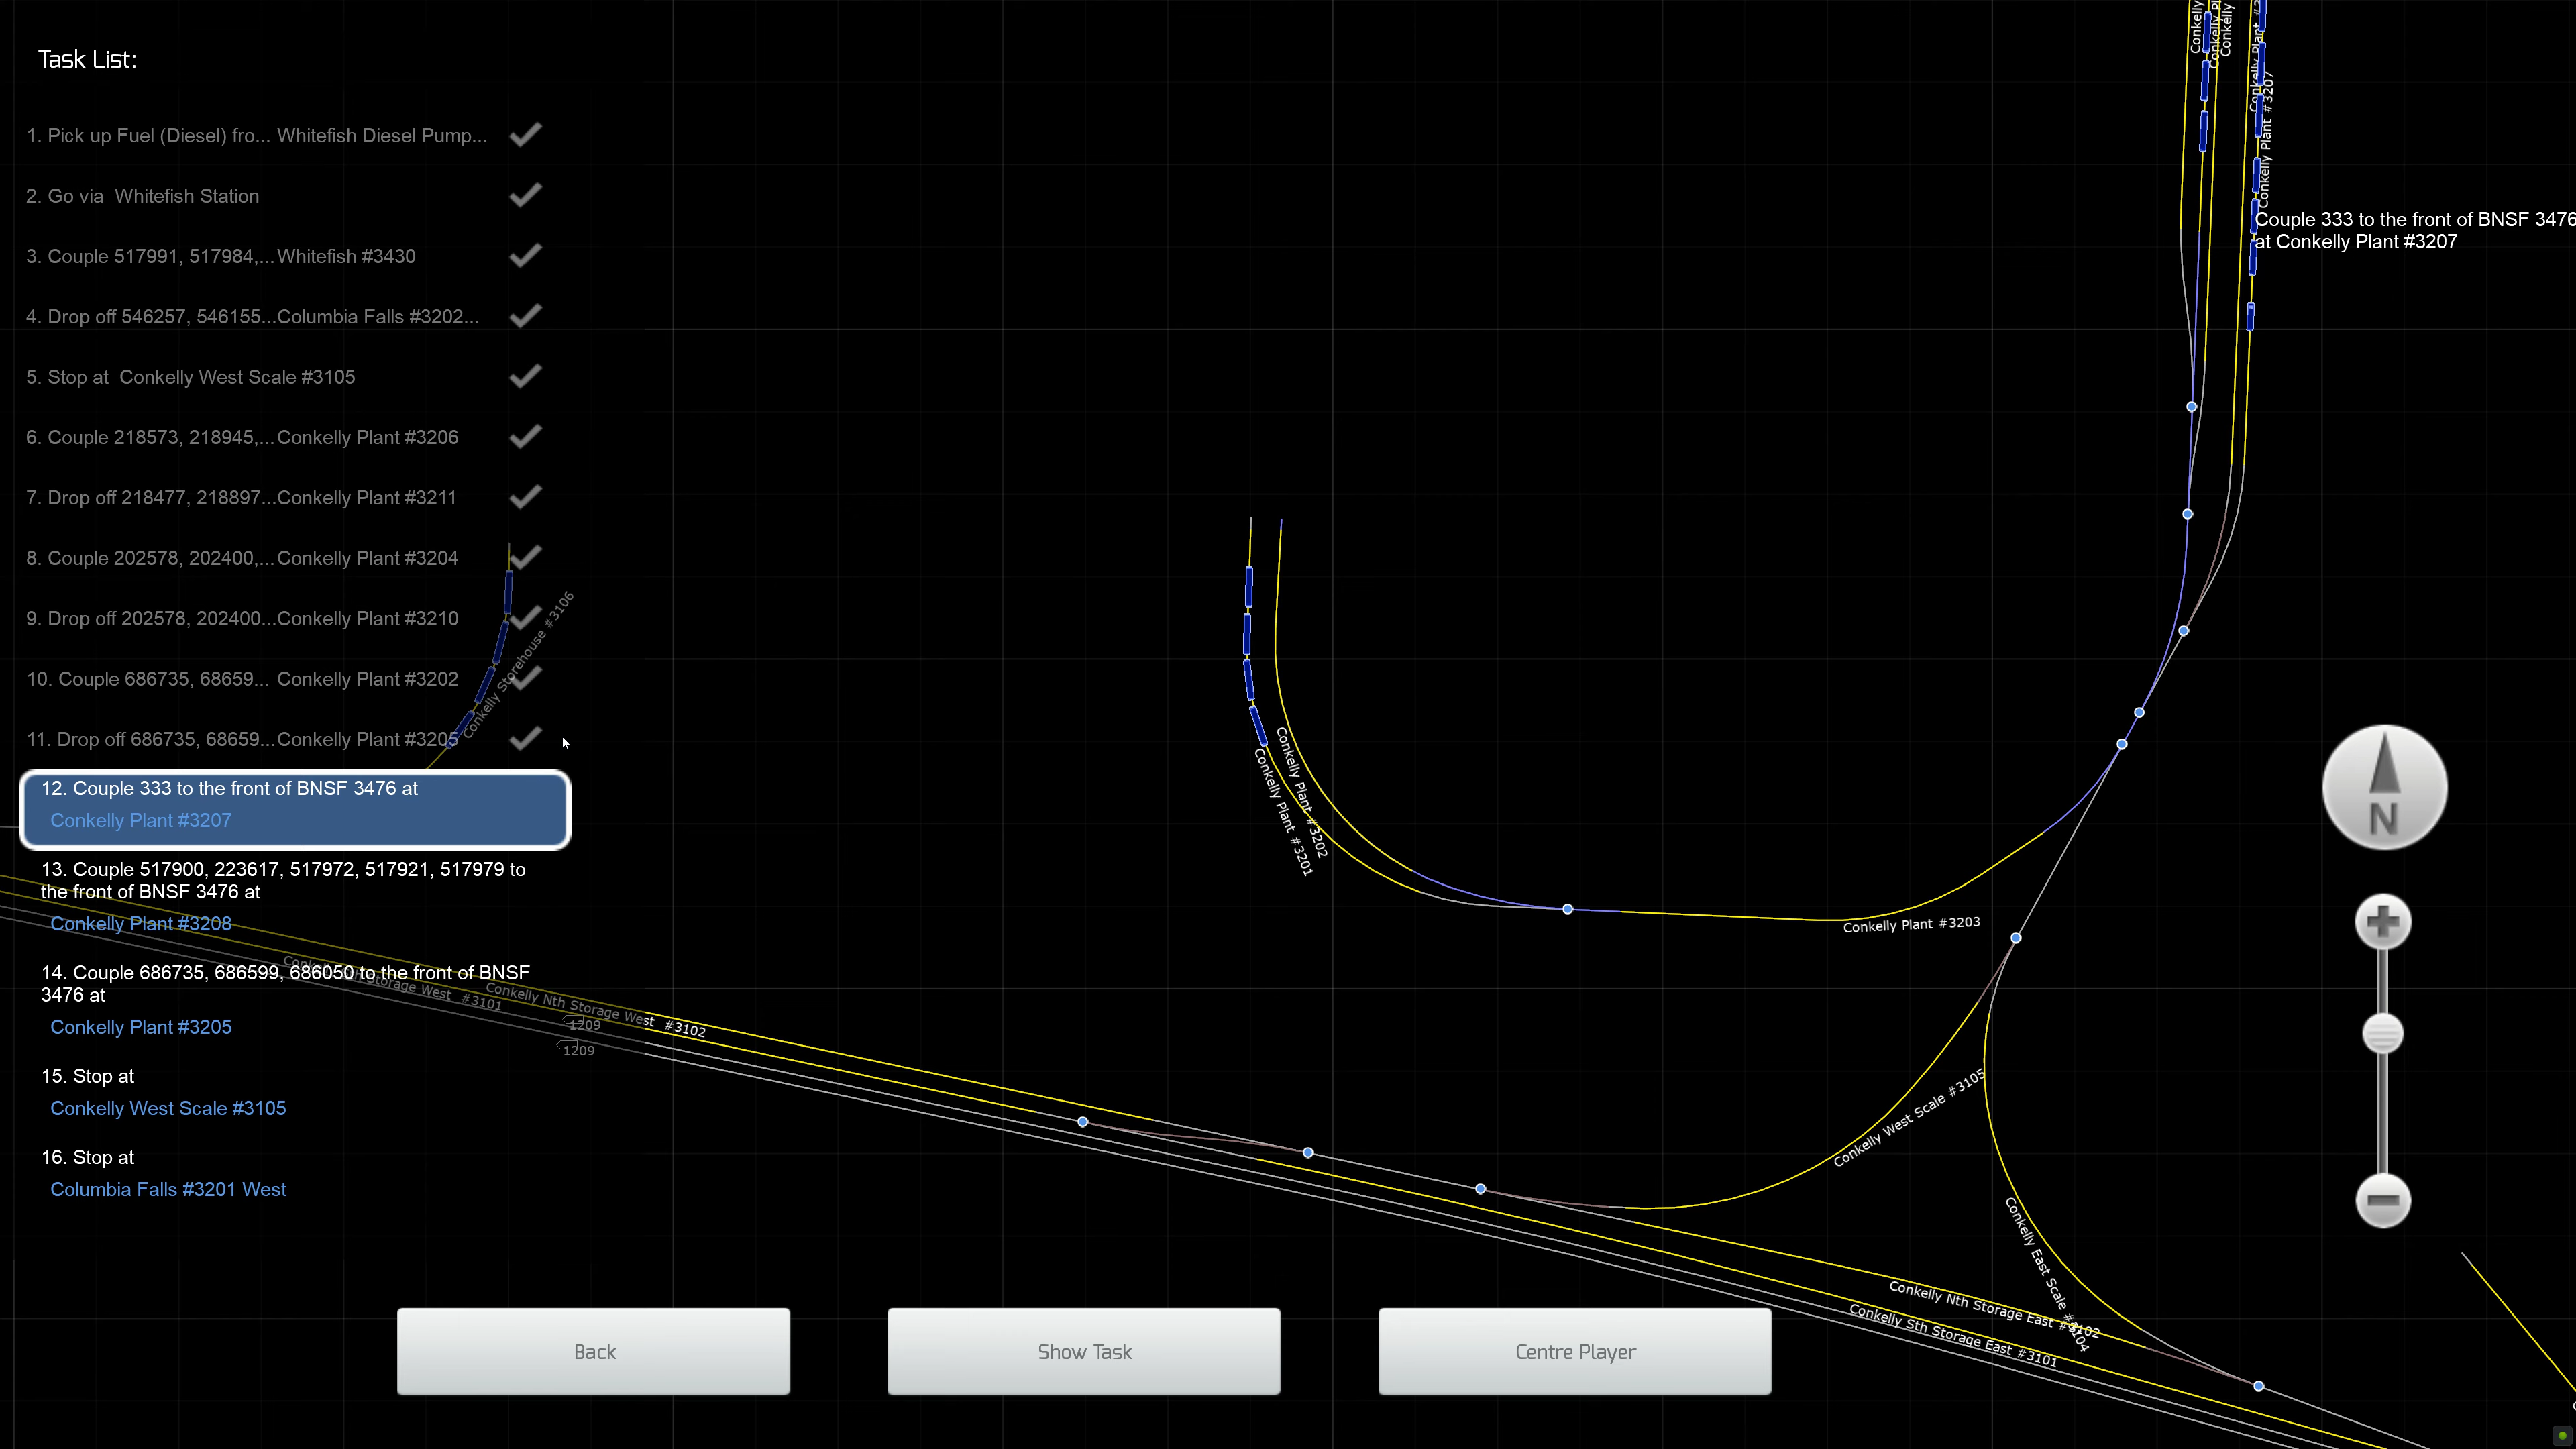 Task List:
1. Pick up Fuel (Diesel) fro... Whitefish Diesel Pump...
2. Go via  Whitefish Station
3. Couple 517991, 517984,... Whitefish #3430
4. Drop off 546257, 546155...Columbia Falls #3202...
5. Stop at  Conkelly West Scale #3105
6. Couple 218573, 218945,... Conkelly Plant #3206
7. Drop off 218477, 218897...Conkelly Plant #3211
8. Couple 202578, 202400,... Conkelly Plant #3204
9. Drop off 202578, 202400...Conkelly Plant #3210
10. Couple 686735, 68659... Conkelly Plant #3202
11. Drop off 686735, 68659...Conkelly Plant #3205
12. Couple 333 to the front of BNSF 3476 at
Conkelly Plant #3207
13. Couple 517900, 223617, 517972, 517921, 517979 to
the front of BNSF 3476 at
Conkelly Plant #3208
14. Couple 686735, 686599, 686050 to the front of BNSF
3476 at
Conkelly Plant #3205
15. Stop at
Conkelly West Scale #3105
16. Stop at
Columbia Falls #3201 West
Conkelly Storehouse #3106
Storage West #3101
Conkelly Nth Storage West #3102
1209
1209
Conkelly Plant #3201
Conkelly Plant #3202
Conkelly Plant #3203
Conkelly
Conkelly
Conkelly Plant #3207
Couple 333 to the front of BNSF 3476
at Conkelly Plant #3207
Conkelly West Scale #3105
Conkelly East Scale #3104
Conkelly Nth Storage East #3102
Conkelly Sth Storage East #3101
N
Back
Show Task
Centre Player